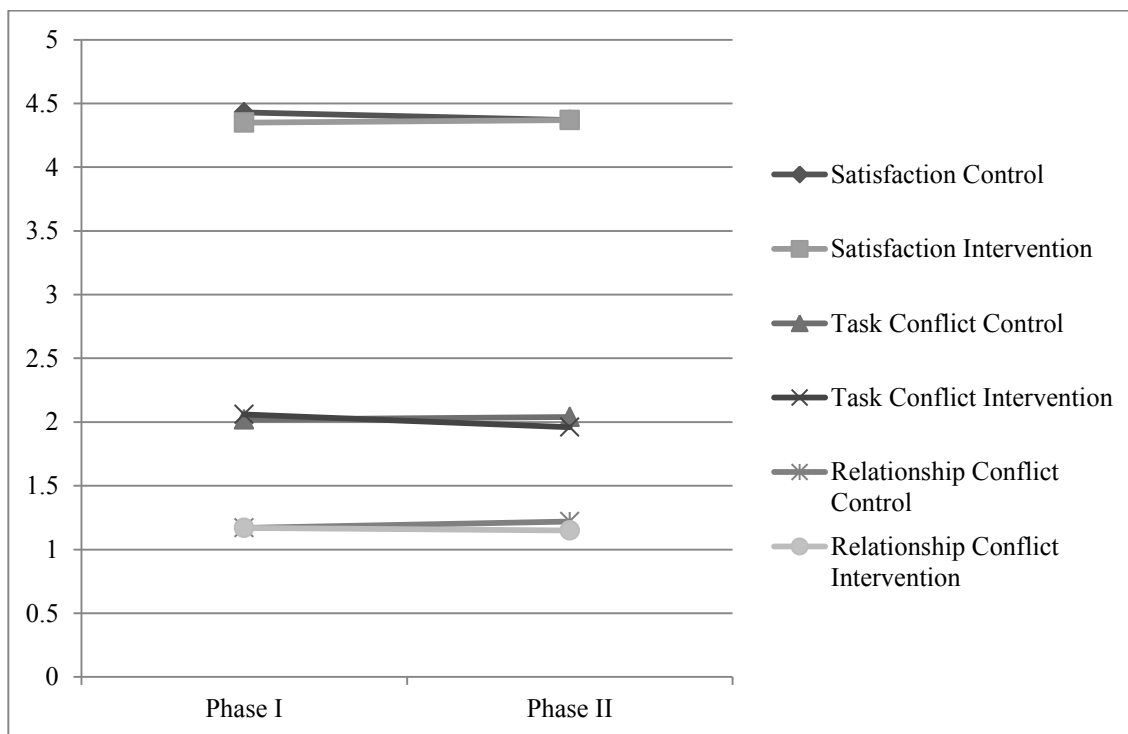 5
4.5
4
3.5
3
2.5
2
1.5
1
0.5
0
Phase I
Phase II
Satisfaction Control
Satisfaction Intervention
Task Conflict Control
Task Conflict Intervention
Relationship Conflict
Control
Relationship Conflict
Intervention